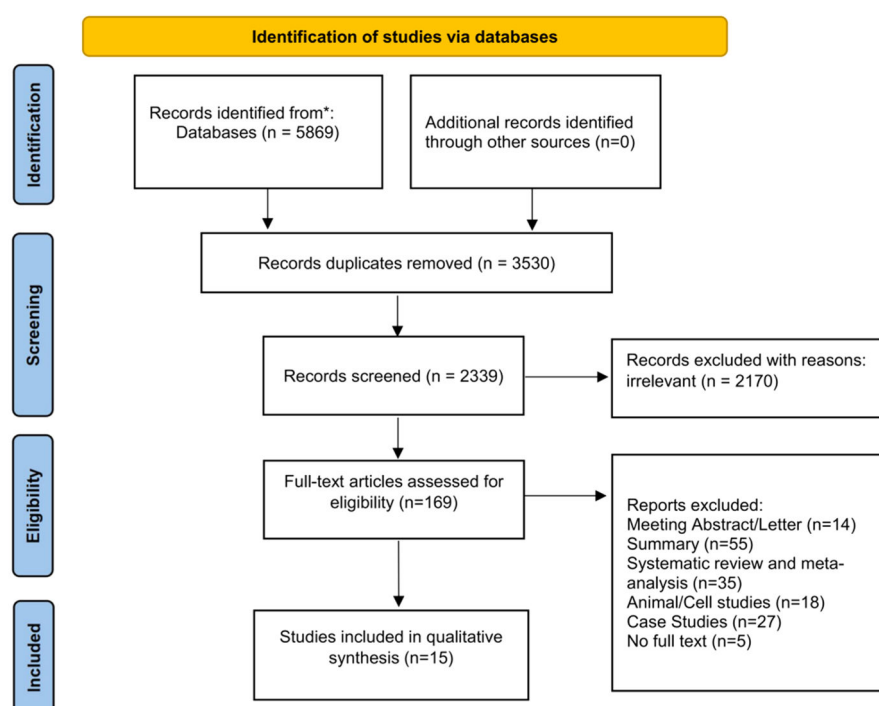 Identification of studies via databases
Identification
Records identified from*:
Databases (n = 5869)
Additional records identified
through other sources (n=0)
Screening
Records duplicates removed (n = 3530)
Records screened (n = 2339)
Records excluded with reasons:
irrelevant (n = 2170)
Eligibility
Full-text articles assessed for
eligibility (n=169)
Reports excluded:
Meeting Abstract/Letter (n=14)
Summary (n=55)
Systematic review and meta-
analysis (n=35)
Animal/Cell studies (n=18)
Case Studies (n=27)
No full text (n=5)
Included
Studies included in qualitative
synthesis (n=15)